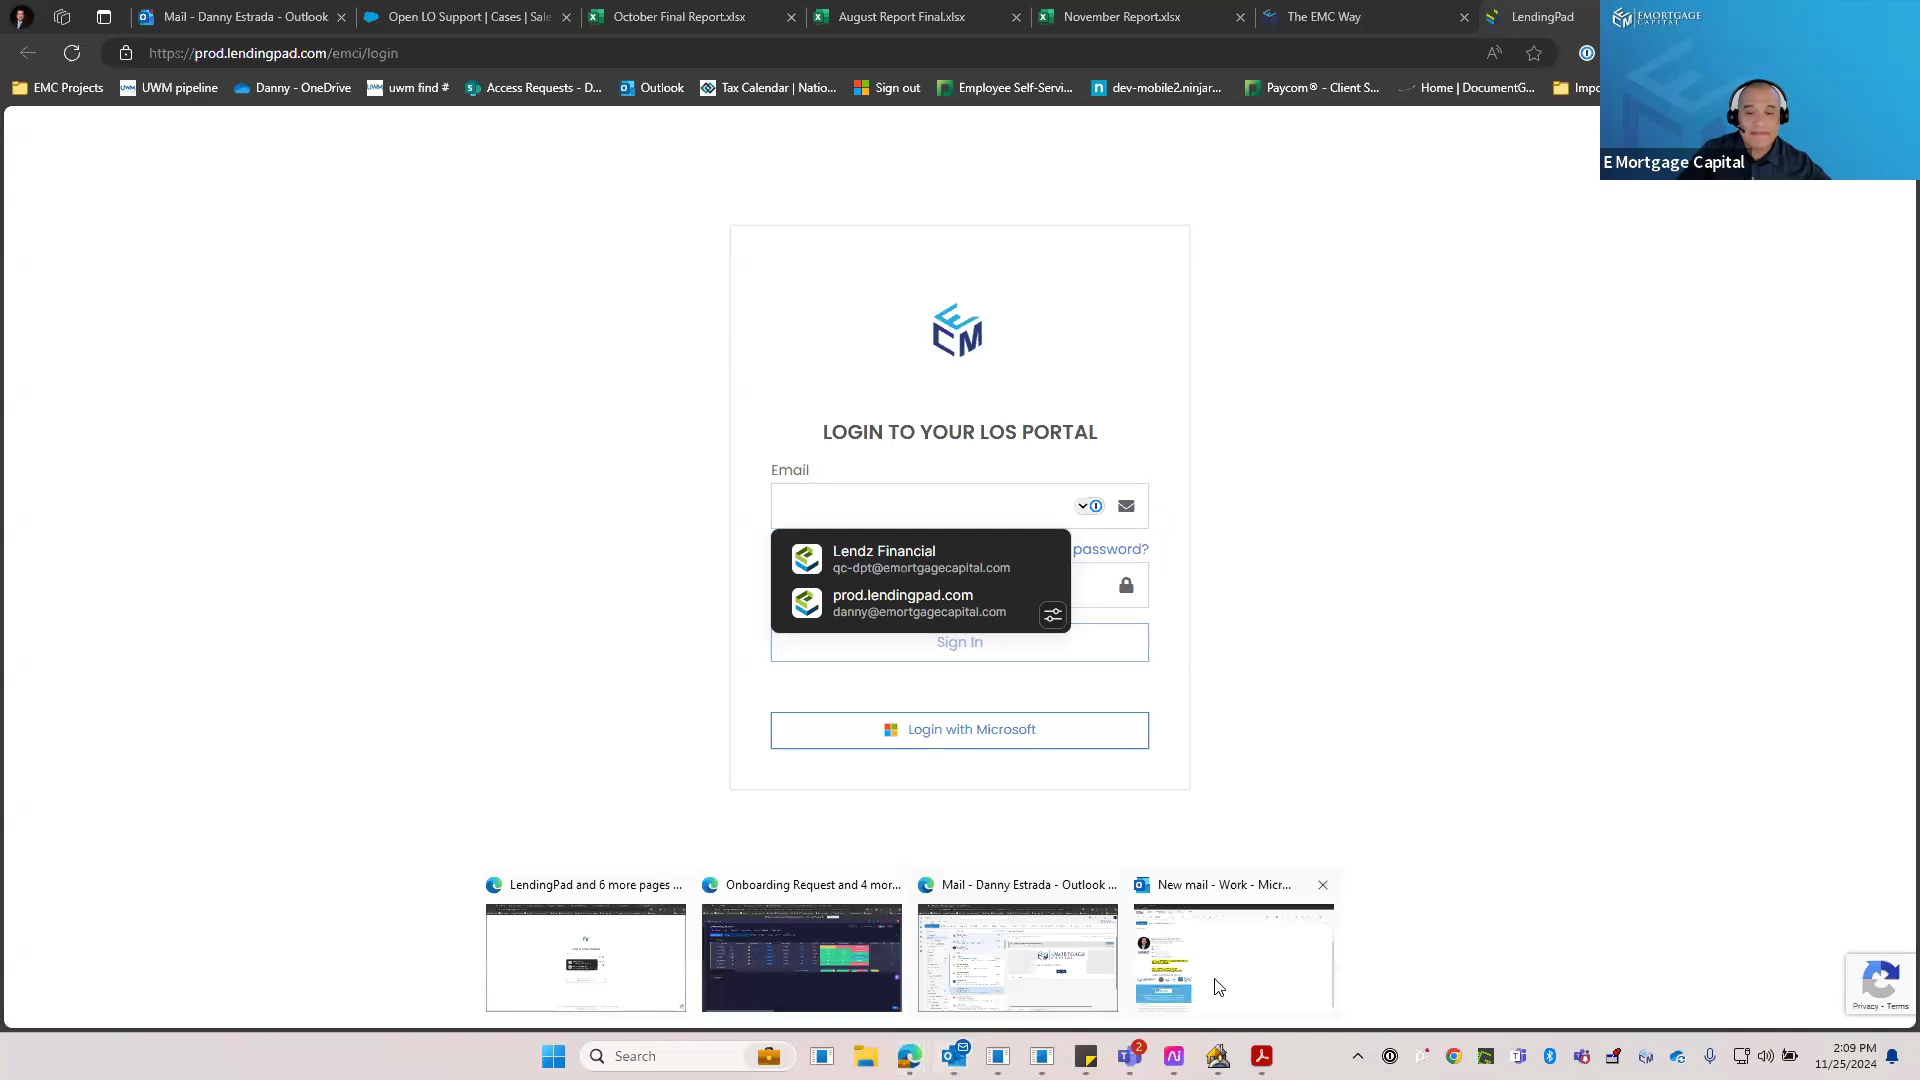 Mail - Danny Estrada - Outlook
Open LO Support | Cases | Sale
October Final Report.xlsx
August Report Final.xlsx
November Report.xlsx
The EMC Way
LendingPad
EMORTGAGE
CAPITAL
https://prod.lendingpad.com/emci/login
EMC Projects
UWM pipeline
Danny - OneDrive
uwm find #
Access Requests - D...
Outlook
Tax Calendar | Natio...
Sign out
Employee Self-Servi...
dev-mobile2.ninjar...
Paycom® - Client S...
Home | DocumentG...
Impo
E Mortgage Capital
ECM
LOGIN TO YOUR LOS PORTAL
Email
Lendz Financial
qc-dpt@emortgagecapital.com
password?
prod.lendingpad.com
danny@emortgagecapital.com
Sign In
Login with Microsoft
LendingPad and 6 more pages ...
Onboarding Request and 4 mor...
Mail - Danny Estrada - Outlook ...
New mail - Work - Micr...
Privacy - Terms
Search
2
2:09 PM
11/25/2024